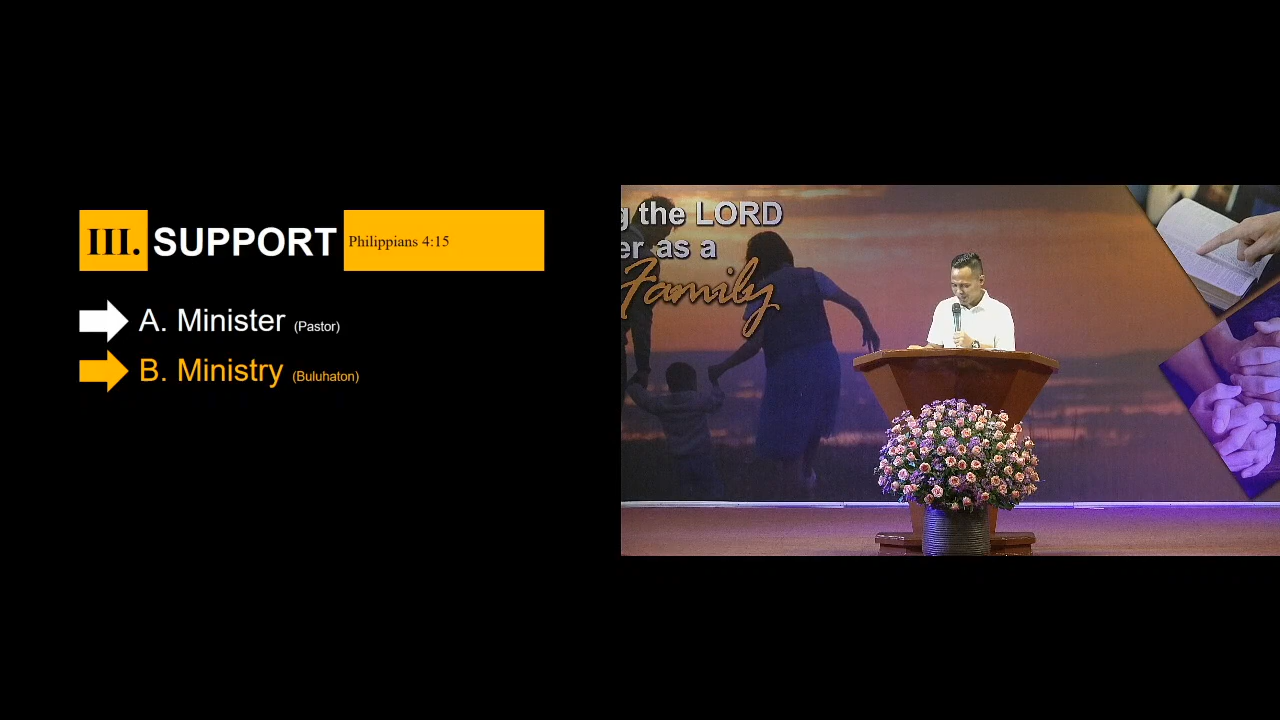 III. SUPPORT Philippians 4:15
A. Minister (Pastor)
B. Ministry (Buluhaton)
g the LORD
er as a
Family